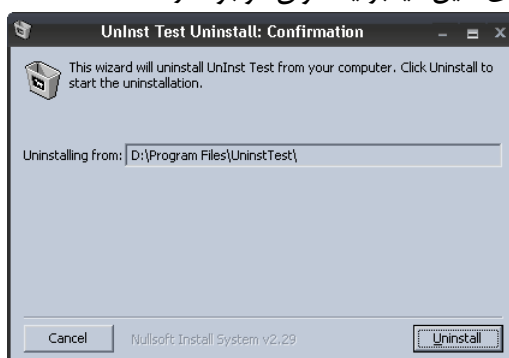 UnInst Test Uninstall: Confirmation
This wizard will uninstall UnInst Test from your computer. Click Uninstall to
start the uninstallation.
Uninstalling from: D:\Program Files\UninstTest\
Cancel
Nullsoft Install System v2.29
Uninstall